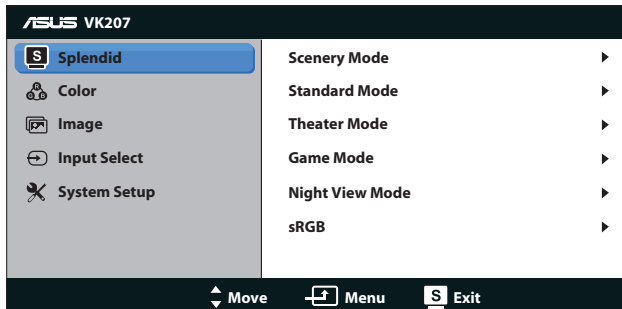 ASUS VK207
S Splendid
Color
Image
Input Select
System Setup
Scenery Mode
Standard Mode
Theater Mode
Game Mode
Night View Mode
sRGB
Move Menu S Exit